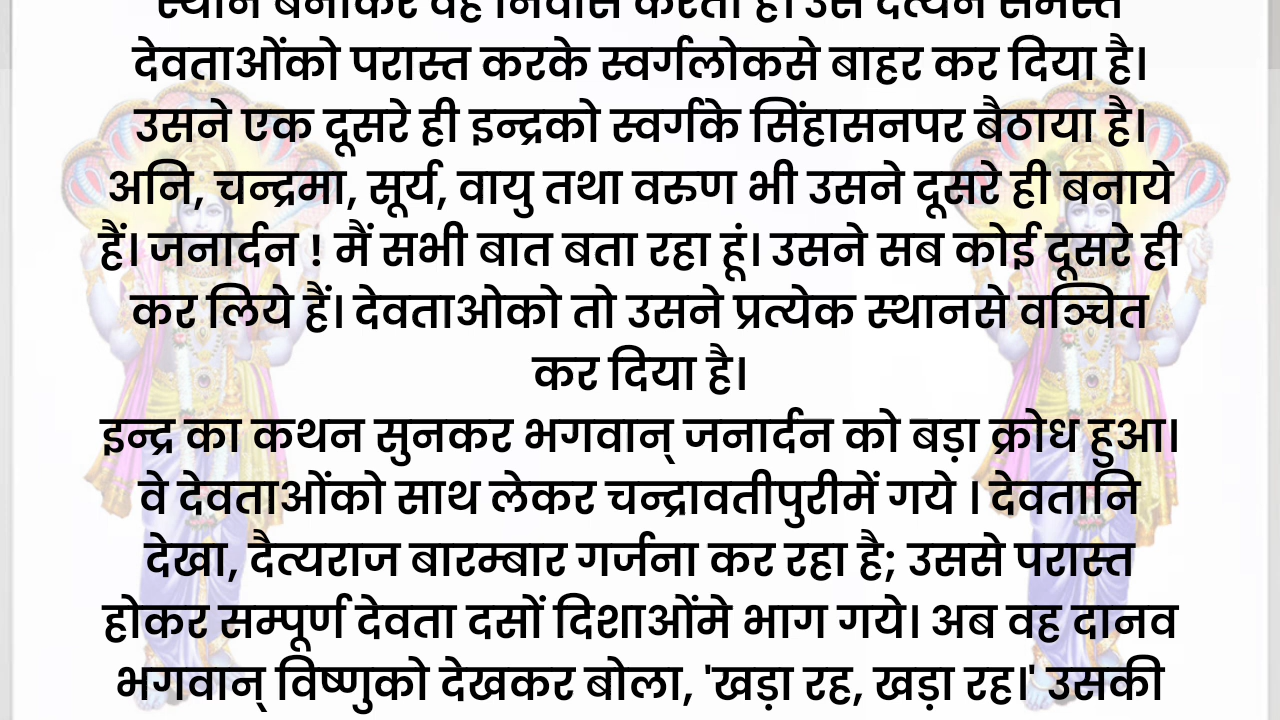 स्थान बनाकर वह निवास करता है। उस दैत्यने समस्त
देवताओंको परास्त करके स्वर्गलोकसे बाहर कर दिया है।
उसने एक दूसरे ही इन्द्रको स्वर्गके सिंहासनपर बैठाया है।
अनि, चन्द्रमा, सूर्य, वायु तथा वरुण भी उसने दूसरे ही बनाये
हैं। जनार्दन ! मैं सभी बात बता रहा हूं। उसने सब कोई दूसरे ही
कर लिये हैं। देवताओको तो उसने प्रत्येक स्थानसे वञ्चित
कर दिया है।
इन्द्र का कथन सुनकर भगवान् जनार्दन को बड़ा क्रोध हुआ।
वे देवताओंको साथ लेकर चन्द्रावतीपुरीमें गये । देवतानि
देखा, दैत्यराज बारम्बार गर्जना कर रहा है; उससे परास्त
होकर सम्पूर्ण देवता दसों दिशाओंमे भाग गये। अब वह दानव
भगवान् विष्णुको देखकर बोला, 'खड़ा रह, खड़ा रह।' उसकी